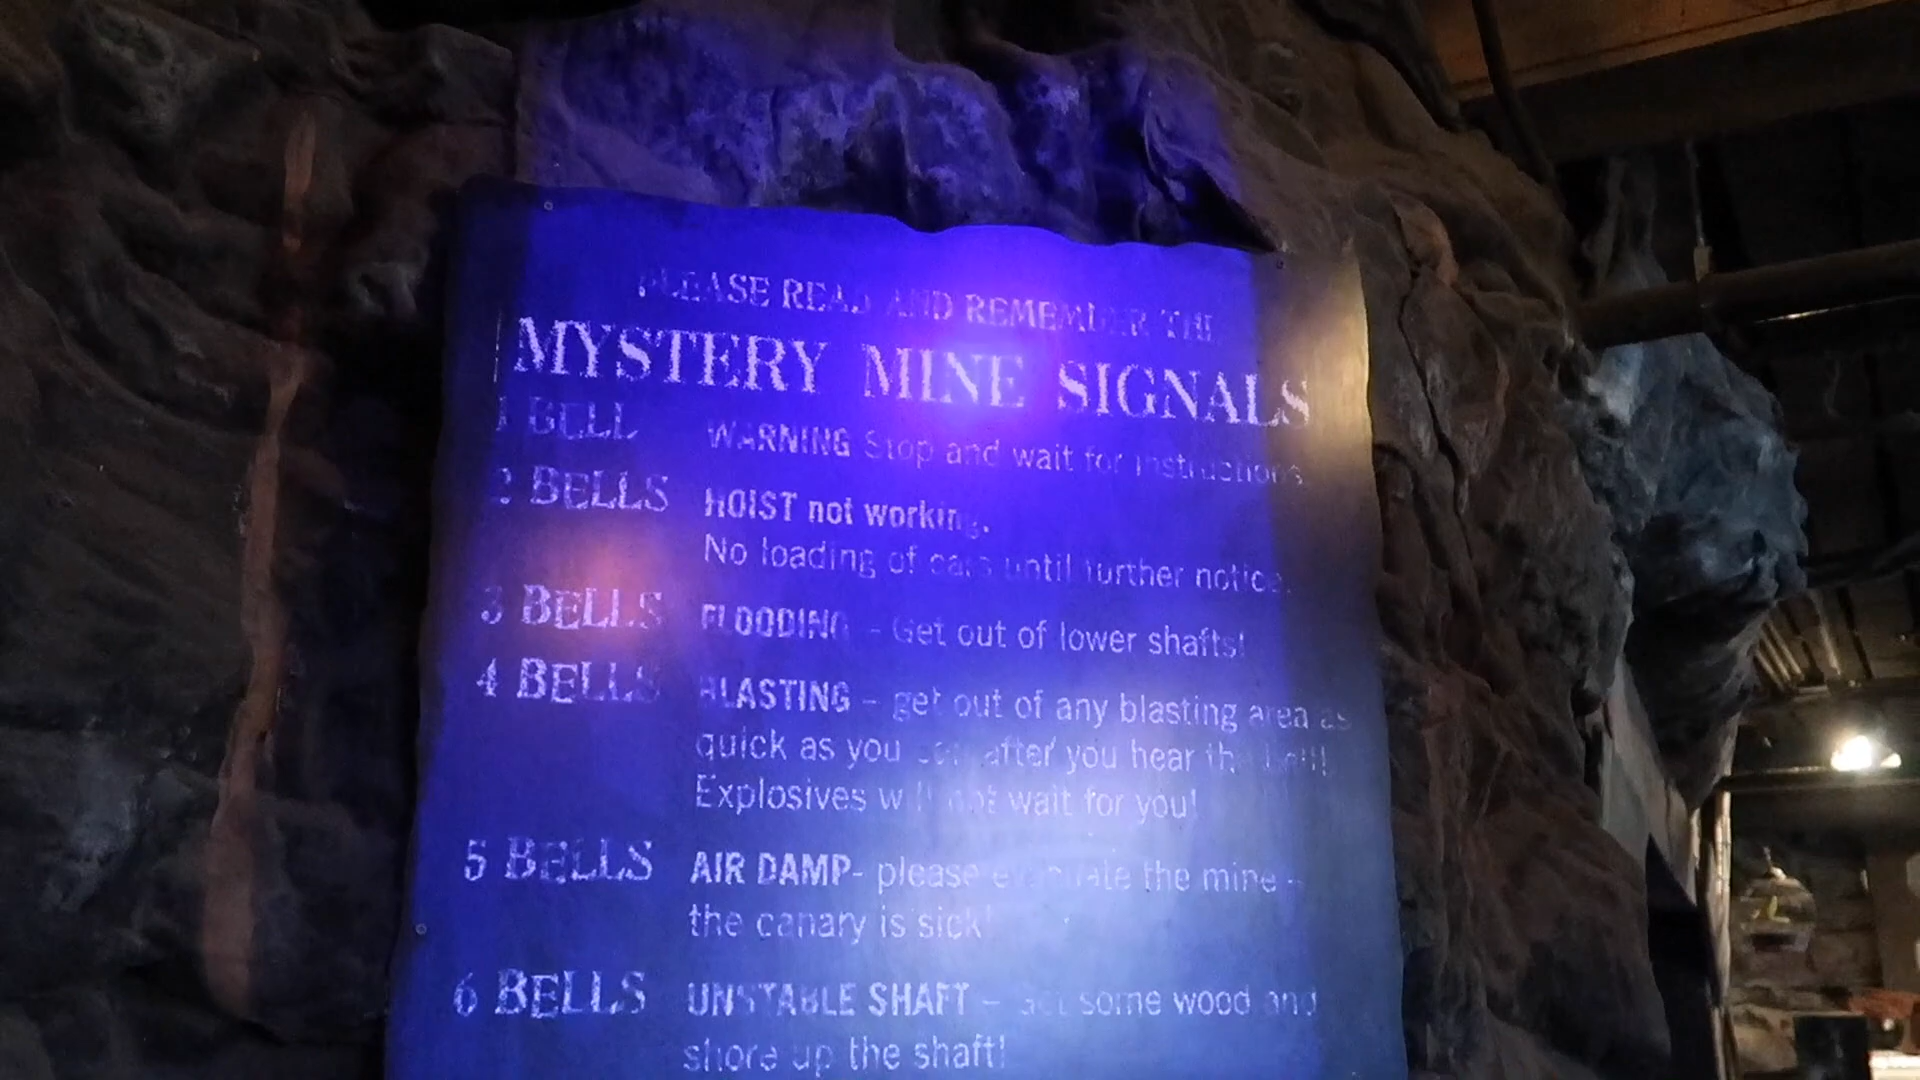 PLEASE READ AND REMEMBER THE
MYSTERY MINE SIGNALS
1 BELL WARNING Stop and wait for instructions
2 BELLS HOIST not working.
No loading of cars until further notice.
3 BELLS FLOODING - Get out of lower shafts!
4 BELLS BLASTING - get out of any blasting area as
quick as you can after you hear the bell!
Explosives will not wait for you!
5 BELLS AIR DAMP- please evacuate the mine -
the canary is sick!
6 BELLS UNSTABLE SHAFT - Get some wood and
shore up the shaft!